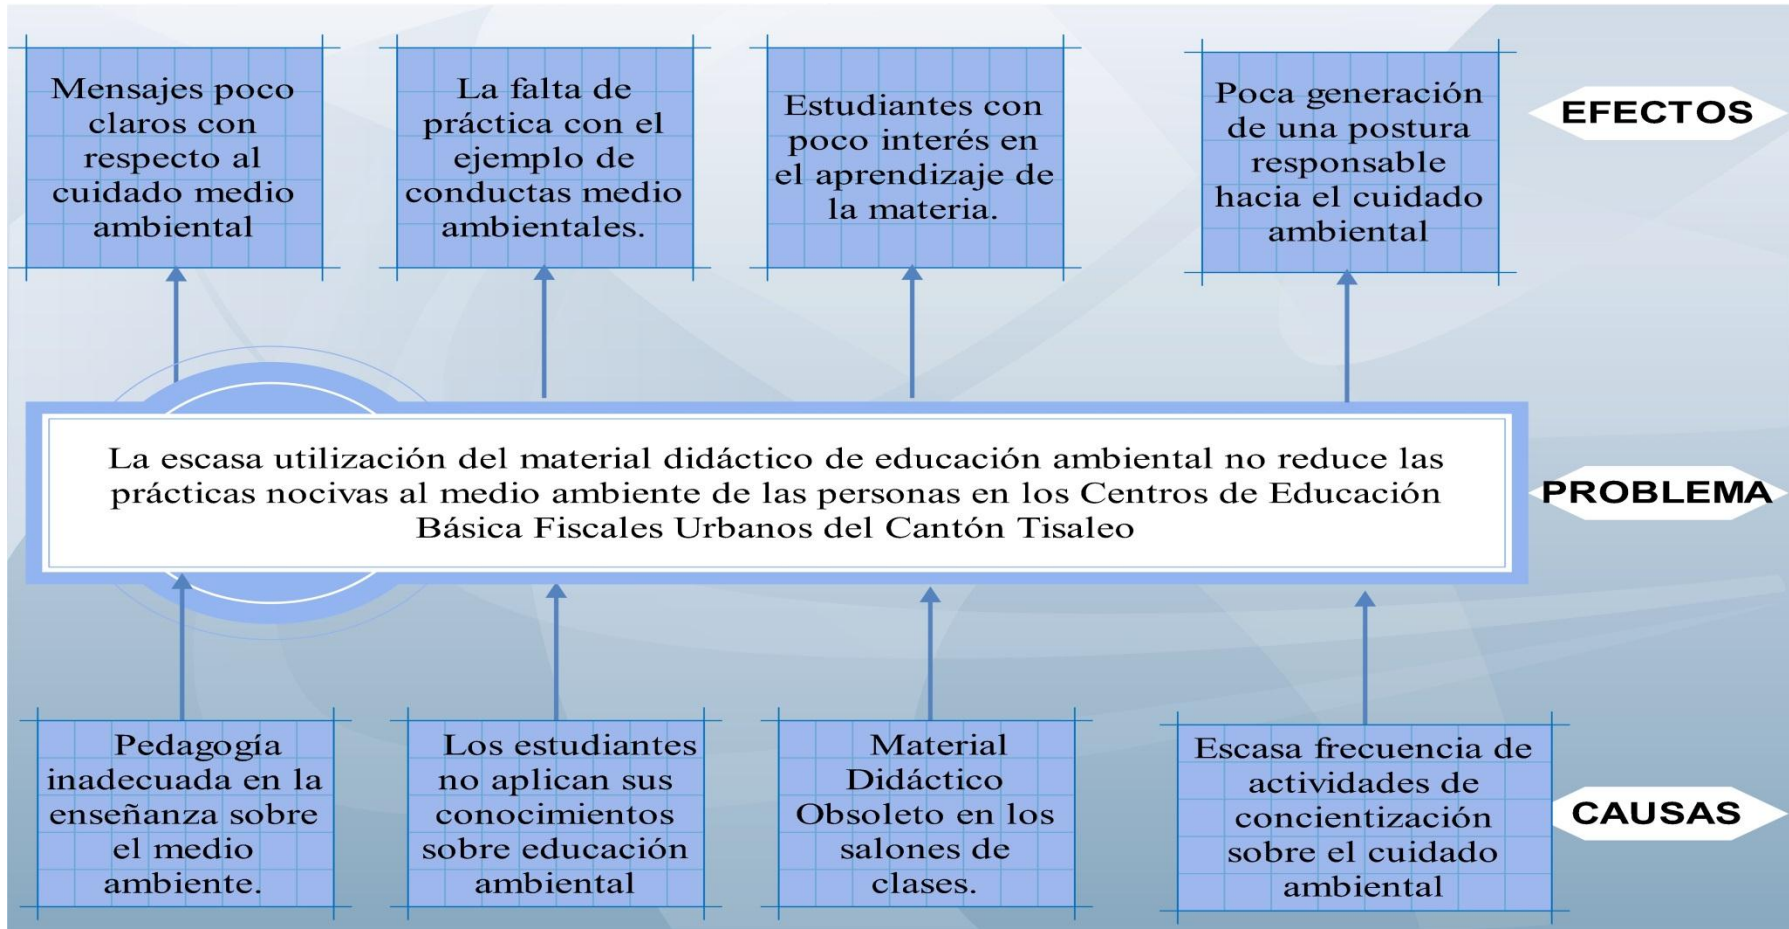 Mensajes poco
claros con
respecto al
cuidado medio
ambiental
La falta de
práctica con el
ejemplo de
conductas medio
ambientales.
Estudiantes con
poco interés en
el aprendizaje de
la materia.
Poca generación
de una postura
responsable
hacia el cuidado
ambiental
EFECTOS
La escasa utilización del material didáctico de educación ambiental no reduce las
prácticas nocivas al medio ambiente de las personas en los Centros de Educación
Básica Fiscales Urbanos del Cantón Tisaleo
PROBLEMA
Pedagogía
inadecuada en la
enseñanza sobre
el medio
ambiente.
Los estudiantes
no aplican sus
conocimientos
sobre educación
ambiental
Material
Didáctico
Obsoleto en los
salones de
clases.
Escasa frecuencia de
actividades de
concientización
sobre el cuidado
ambiental
CAUSAS